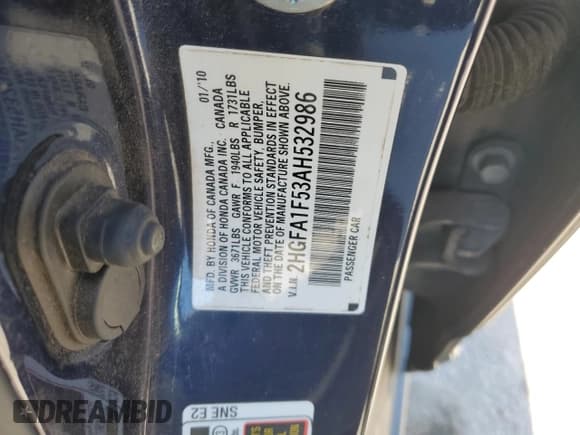 MFD. BY HONDA OF CANADA MFG., 01/'10
A DIVISION OF HONDA CANADA INC. CANADA
GVWR 3671LBS GAWR F 1940LBS R 1731LBS
THIS VEHICLE CONFORMS TO ALL APPLICABLE
FEDERAL MOTOR VEHICLE SAFETY, BUMPER,
AND THEFT PREVENTION STANDARDS IN EFFECT
ON THE DATE OF MANUFACTURE SHOWN ABOVE.
V.I.N. 2HGFA1F53AH532986
PASSENGER CAR
SNE E2
DREAMBID